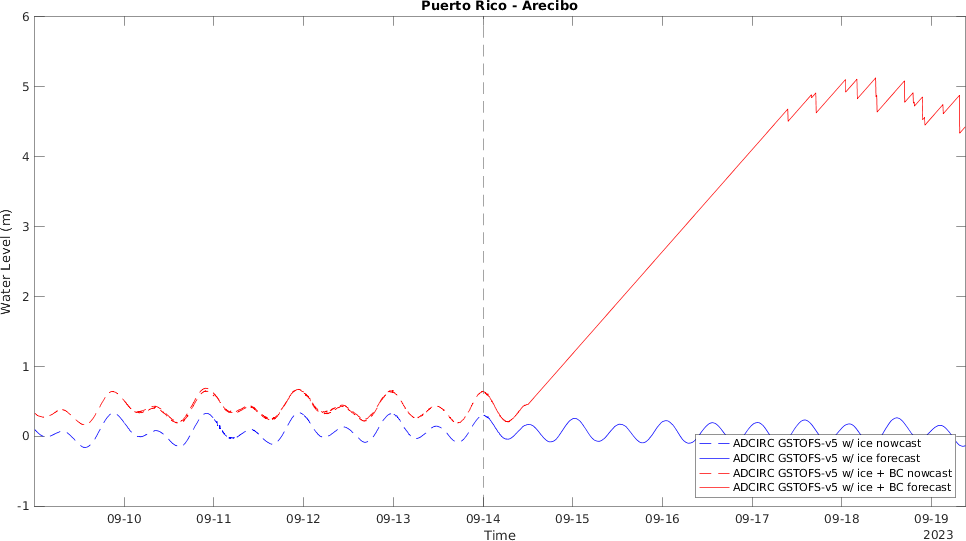 Puerto Rico - Arecibo
6
5
4
3
2
1
0
-1
Water Level (m)
ADCIRC GSTOFS-v5 w/ ice nowcast
ADCIRC GSTOFS-v5 w/ ice forecast
ADCIRC GSTOFS-v5 w/ ice + BC nowcast
ADCIRC GSTOFS-v5 w/ ice + BC forecast
09-10 09-11 09-12 09-13 09-14 09-15 09-16 09-17 09-18 09-19
Time
2023